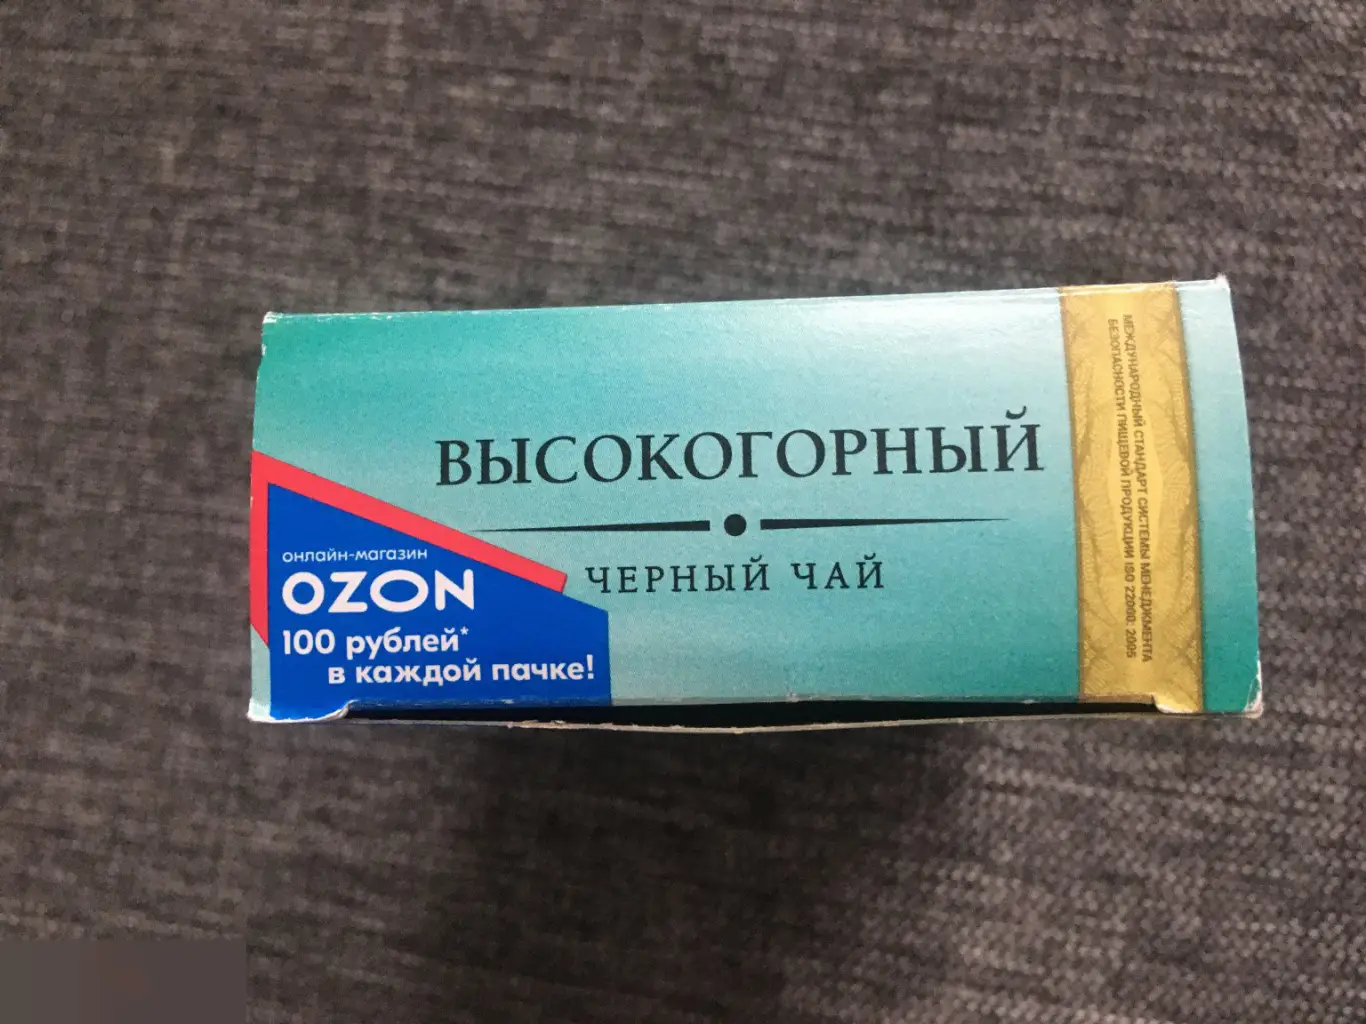 ВЫСОКОГОРНЫЙ
ЧЕРНЫЙ ЧАЙ
онлайн-магазин
OZON
100 рублей*
в каждой пачке!
МЕЖДУНАРОДНЫЙ СТАНДАРТ СИСТЕМЫ МЕНЕДЖМЕНТА
БЕЗОПАСНОСТИ ПИЩЕВОЙ ПРОДУКЦИИ ISO 22000: 2005